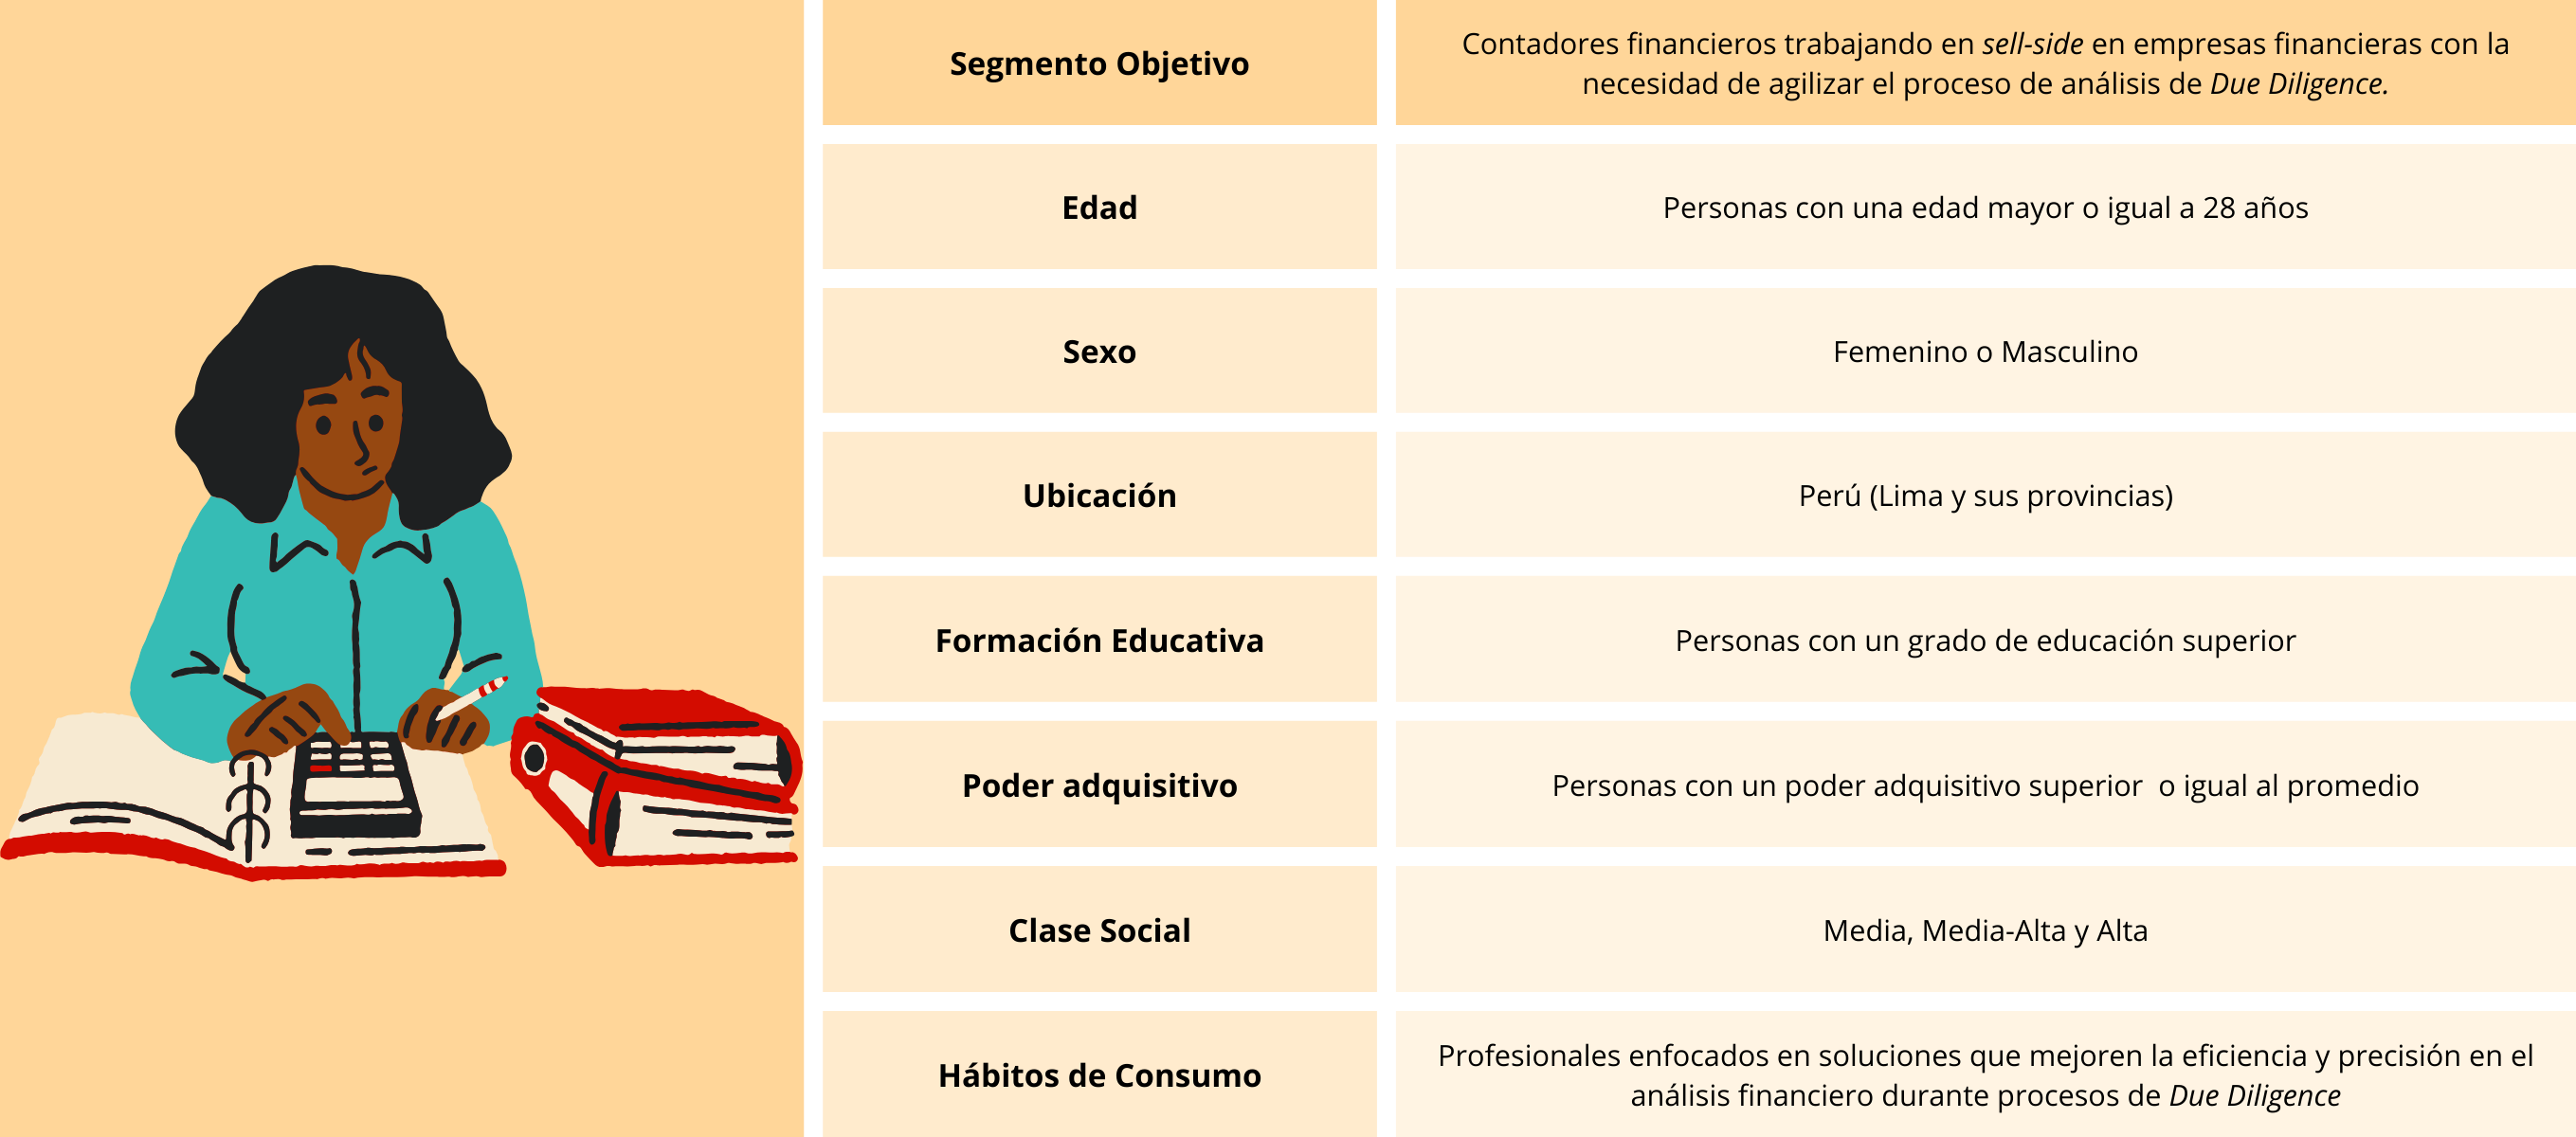 Segmento Objetivo
Contadores financieros trabajando en sell-side en empresas financieras con la
necesidad de agilizar el proceso de análisis de Due Diligence.
Edad
Personas con una edad mayor o igual a 28 años
Sexo
Femenino o Masculino
Ubicación
Perú (Lima y sus provincias)
Formación Educativa
Personas con un grado de educación superior
Poder adquisitivo
Personas con un poder adquisitivo superior  o igual al promedio
Clase Social
Media, Media-Alta y Alta
Hábitos de Consumo
Profesionales enfocados en soluciones que mejoren la eficiencia y precisión en el
análisis financiero durante procesos de Due Diligence